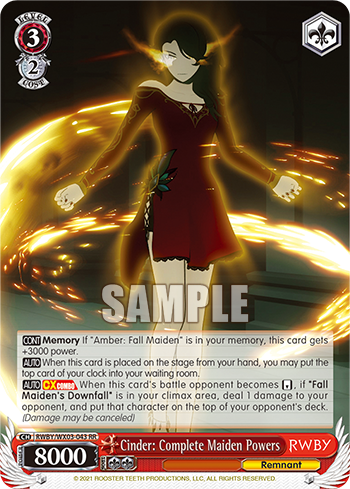 LEVEL
3
2
COST
SAMPLE
CONT Memory If "Amber: Fall Maiden" is in your memory, this card gets
+3000 power.
AUTO When this card is placed on the stage from your hand, you may put the
top card of your clock into your waiting room.
AUTO CX COMBO When this card's battle opponent becomes [ ], if "Fall
Maiden's Downfall" is in your climax area, deal 1 damage to your
opponent, and put that character on the top of your opponent's deck.
(Damage may be canceled)
CH RWBY/WX03-043 RR
Cinder: Complete Maiden Powers
RWBY
POWER
8000
Remnant
© 2021 ROOSTER TEETH PRODUCTIONS, LLC, ALL RIGHTS RESERVED.